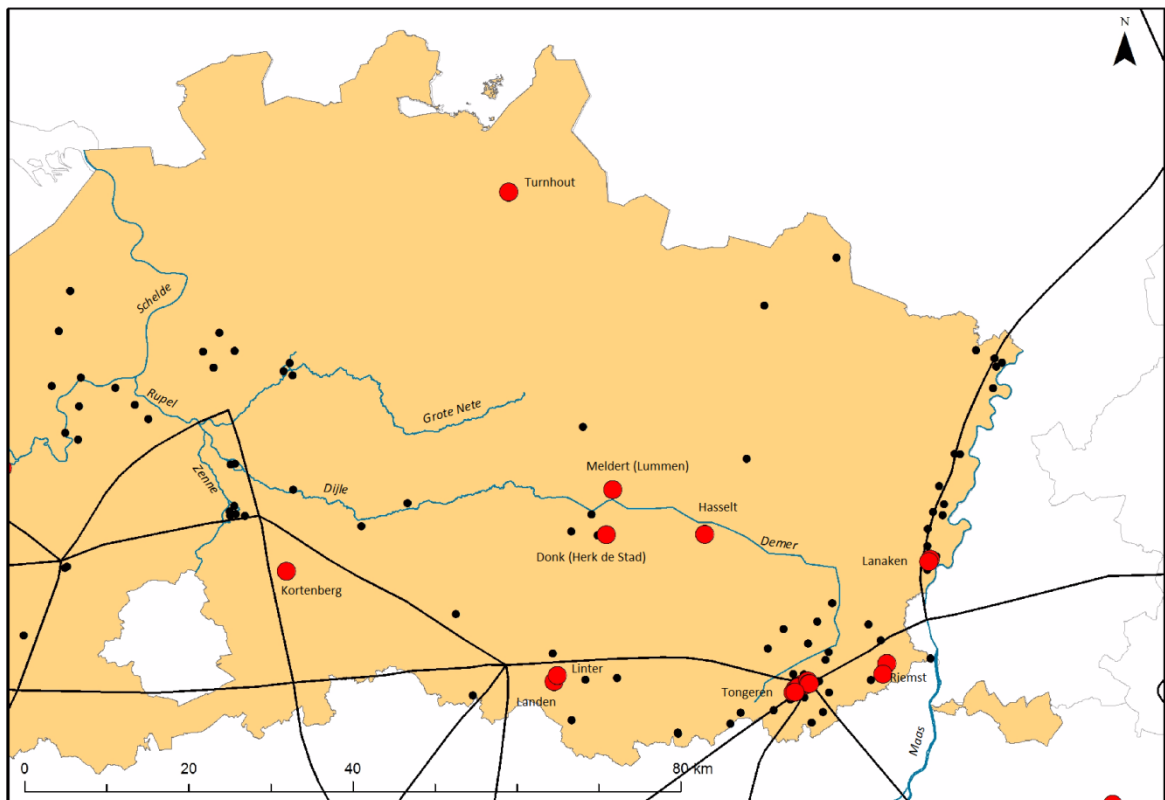 N
Turnhout
Schelde
Rupel
Grote Nete
Meldert (Lummen)
Zenne
Dijle
Hasselt
Donk (Herk de Stad)
Demer
Lanaken
Kortenberg
Linter
Riemst
Landen
Tongeren
Maas
0 20 40 80 km